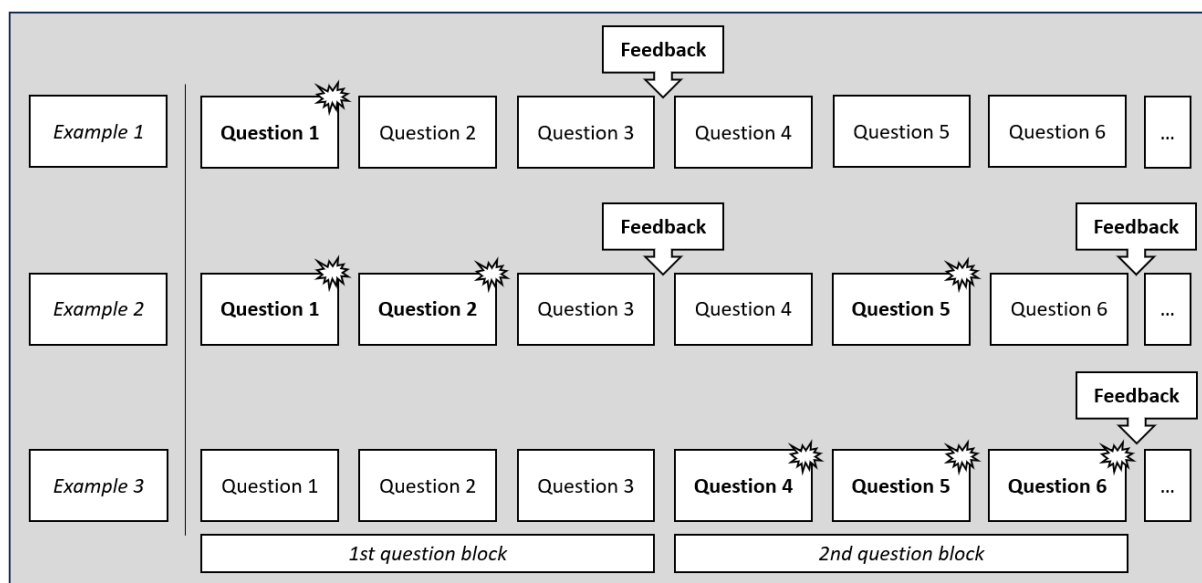 Feedback
Example 1 Question 1 Question 2 Question 3 Question 4 Question 5 Question 6 ...
Feedback Feedback
Example 2 Question 1 Question 2 Question 3 Question 4 Question 5 Question 6 ...
Feedback
Example 3 Question 1 Question 2 Question 3 Question 4 Question 5 Question 6 ...
1st question block 2nd question block